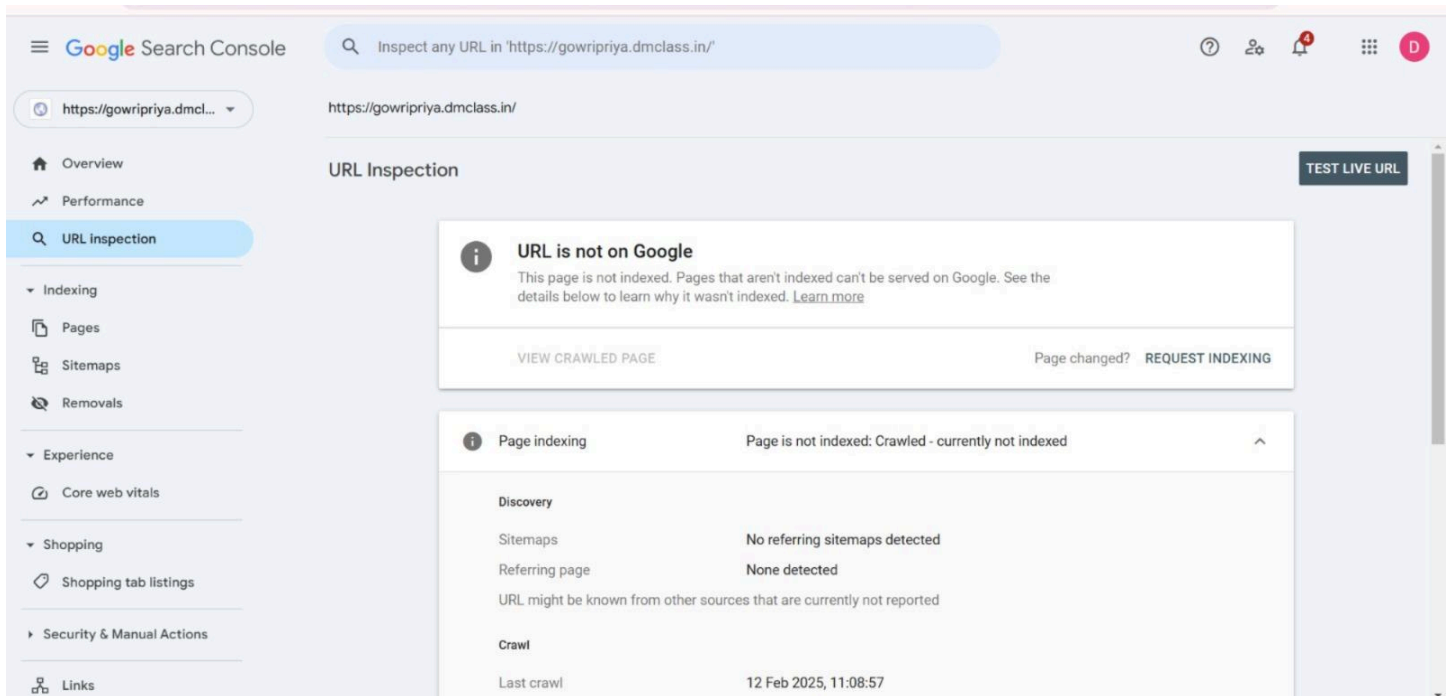 Google Search Console
Inspect any URL in 'https://gowripriya.dmclass.in/'
4
D
https://gowripriya.dmcl...
https://gowripriya.dmclass.in/
Overview
Performance
URL inspection
Indexing
Pages
Sitemaps
Removals
Experience
Core web vitals
Shopping
Shopping tab listings
Security & Manual Actions
Links
URL Inspection
TEST LIVE URL
URL is not on Google
This page is not indexed. Pages that aren't indexed can't be served on Google. See the
details below to learn why it wasn't indexed. Learn more
VIEW CRAWLED PAGE
Page changed? REQUEST INDEXING
Page indexing
Page is not indexed: Crawled - currently not indexed
Discovery
Sitemaps
No referring sitemaps detected
Referring page
None detected
URL might be known from other sources that are currently not reported
Crawl
Last crawl
12 Feb 2025, 11:08:57